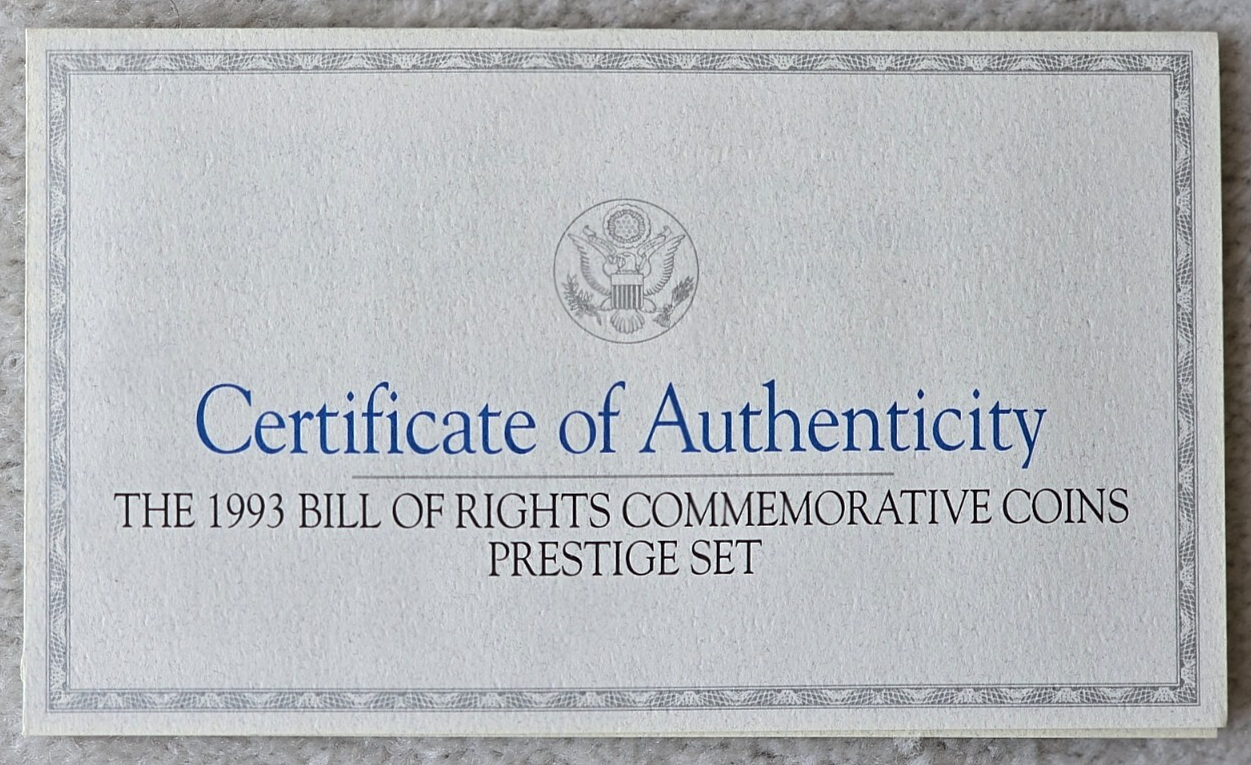 Certificate of Authenticity
THE 1993 BILL OF RIGHTS COMMEMORATIVE COINS
PRESTIGE SET